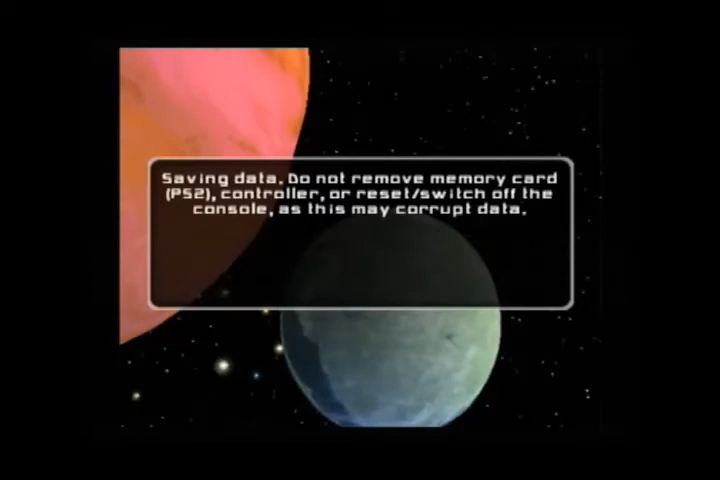 Saving data. Do not remove memory card
(PS2), controller, or reset/switch off the
console, as this may corrupt data.